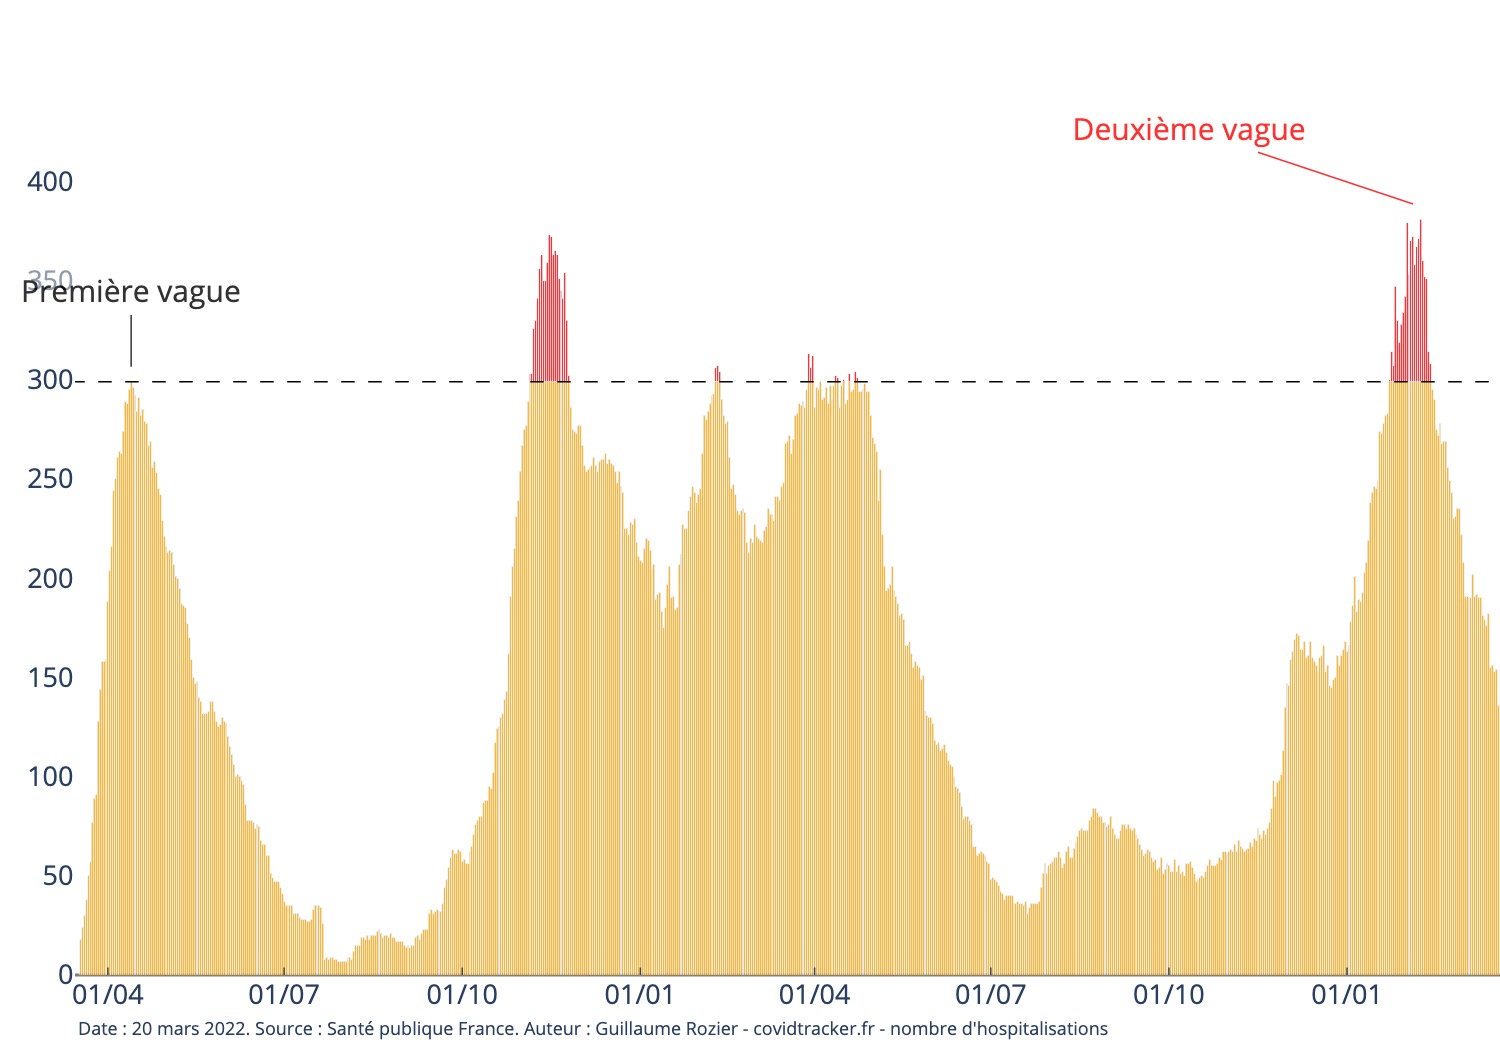 Deuxième vague
400
350
Première vague
300
250
200
150
100
50
0
01/04 01/07 01/10 01/01 01/04 01/07 01/10 01/01
Date : 20 mars 2022. Source : Santé publique France. Auteur : Guillaume Rozier - covidtracker.fr - nombre d'hospitalisations